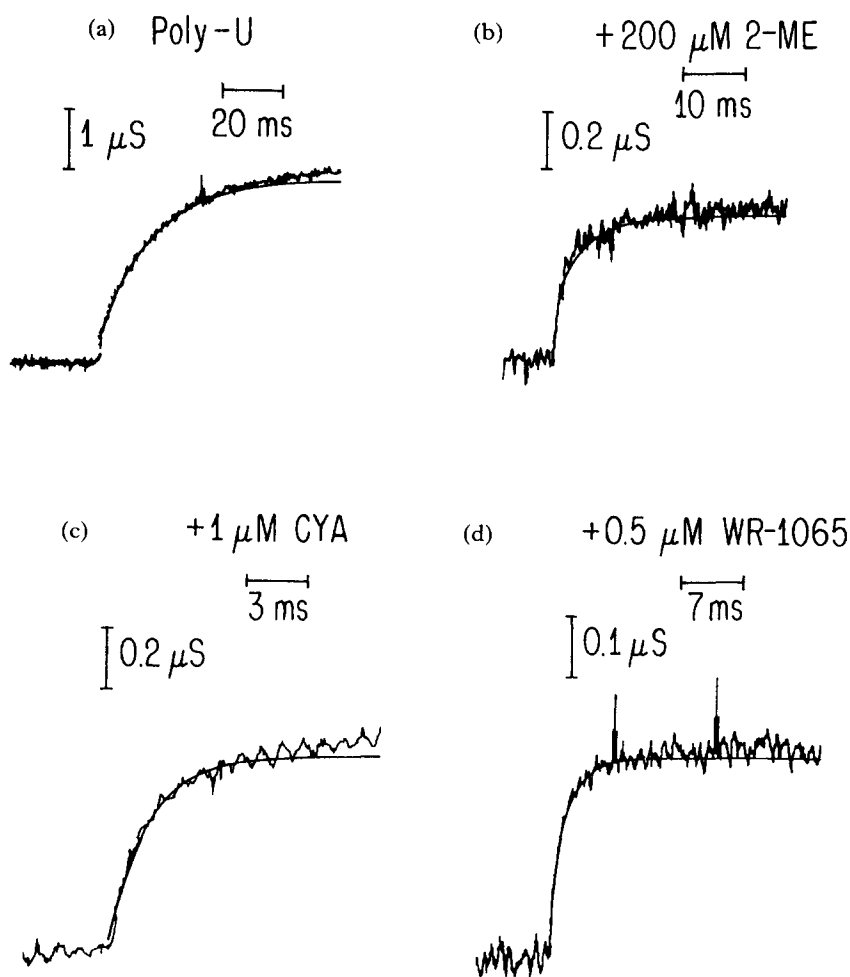 (a) Poly-U
20 ms
1 μS
(b) +200 μM 2-ME
10 ms
0.2 μS
(c) +1 μM CYA
3 ms
0.2 μS
(d) +0.5 μM WR-1065
7 ms
0.1 μS